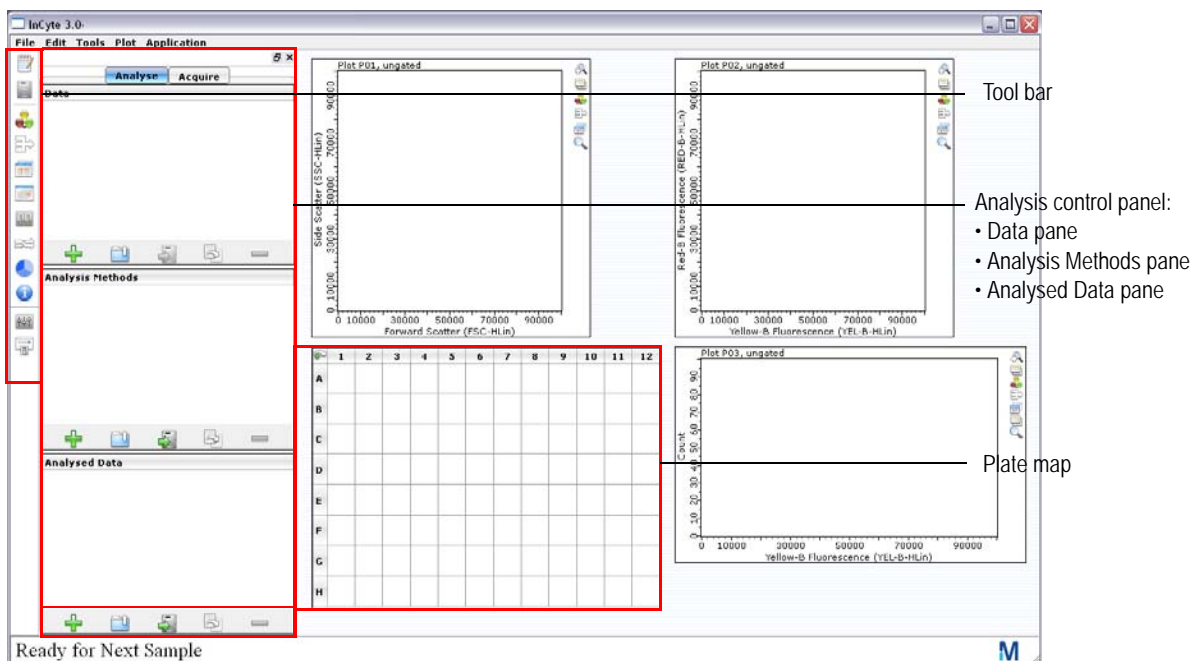 InCyte 3.0
File Edit Tools Plot Application
Analyse Acquire
Data
Analysis Methods
Analysed Data
Plot P01, ungated
Side Scatter (SSC-HLin)
0 10000 30000 50000 70000 90000
0 10000 30000 50000 70000 90000
Forward Scatter (FSC-HLin)
Plot P02, ungated
Red-B Fluorescence (RED-B-HLin)
0 10000 30000 50000 70000 90000
0 10000 30000 50000 70000 90000
Yellow-B Fluorescence (YEL-B-HLin)
1 2 3 4 5 6 7 8 9 10 11 12
A
B
C
D
E
F
G
H
Plot P03, ungated
Count
0 10 20 30 40 50 60 70 80 90
0 10000 30000 50000 70000 90000
Yellow-B Fluorescence (YEL-B-HLin)
Ready for Next Sample
M
Tool bar
Analysis control panel:
• Data pane
• Analysis Methods pane
• Analysed Data pane
Plate map